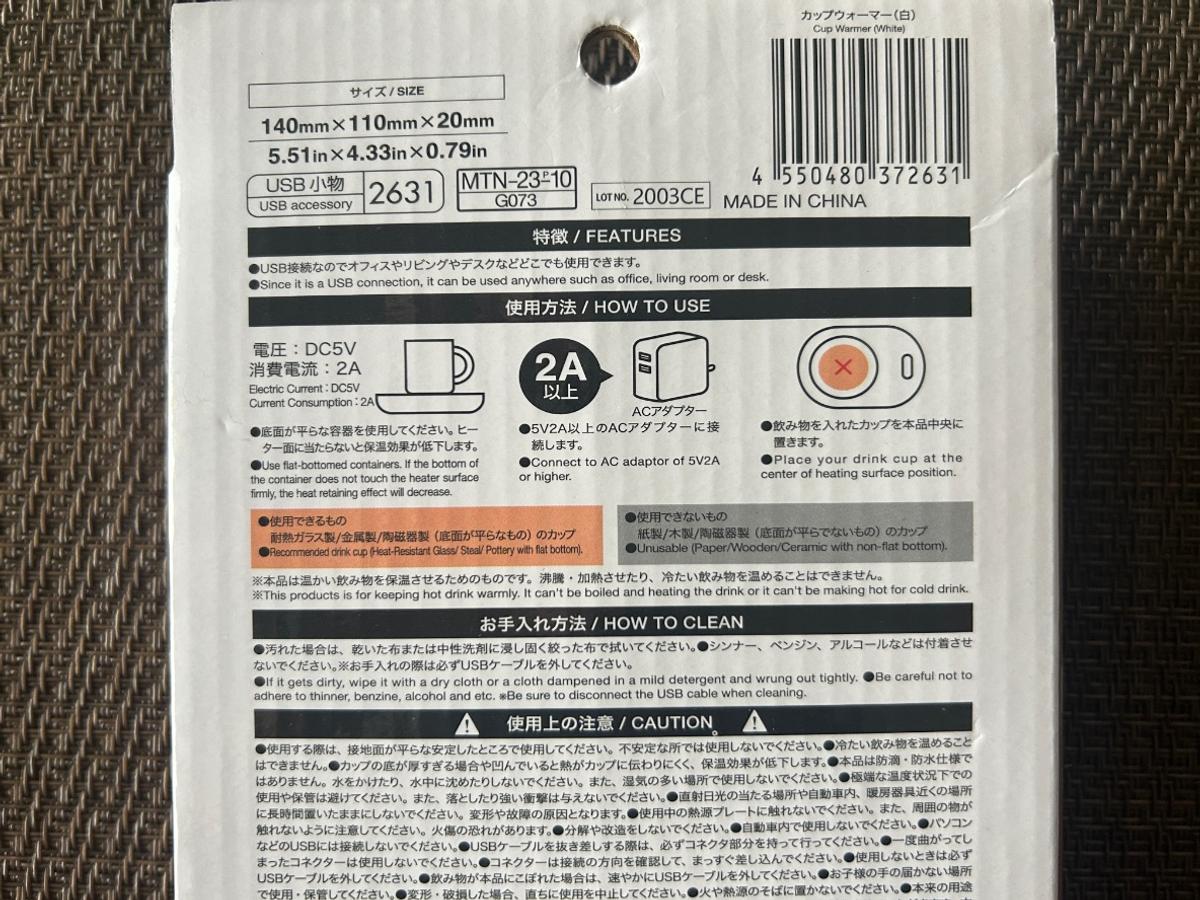 カップウォーマー(白)
Cup Warmer (White)
4 550480 372631
MADE IN CHINA
サイズ / SIZE
140mm×110mm×20mm
5.51in×4.33in×0.79in
USB 小物
USB accessory
2631
MTN-23ᴾ10
G073
LOT NO. 2003CE
特徴 / FEATURES
●USB接続なのでオフィスやリビングやデスクなどどこでも使用できます。
●Since it is a USB connection, it can be used anywhere such as office, living room or desk.
使用方法 / HOW TO USE
電圧：DC5V
消費電流：2A
Electric Current : DC5V
Current Consumption : 2A
●底面が平らな容器を使用してください。ヒー
ター面に当たらないと保温効果が低下します。
●Use flat-bottomed containers. If the bottom of
the container does not touch the heater surface
firmly, the heat retaining effect will decrease.
2A
以上
ACアダプター
●5V2A以上のACアダプターに接
続します。
●Connect to AC adaptor of 5V2A
or higher.
●飲み物を入れたカップを本品中央に
置きます。
●Place your drink cup at the
center of heating surface position.
●使用できるもの
耐熱ガラス製/金属製/陶磁器製（底面が平らなもの）のカップ
●Recommended drink cup (Heat-Resistant Glass/ Steal/ Pottery with flat bottom).
●使用できないもの
紙製/木製/陶磁器製（底面が平らでないもの）のカップ
●Unusable (Paper/Wooden/Ceramic with non-flat bottom).
※本品は温かい飲み物を保温させるためのものです。沸騰・加熱させたり、冷たい飲み物を温めることはできません。
※This products is for keeping hot drink warmly. It can't be boiled and heating the drink or it can't be making hot for cold drink.
お手入れ方法 / HOW TO CLEAN
●汚れた場合は、乾いた布または中性洗剤に浸し固く絞った布で拭いてください。●シンナー、ベンジン、アルコールなどは付着させ
ないでください。※お手入れの際は必ずUSBケーブルを外してください。
●If it gets dirty, wipe it with a dry cloth or a cloth dampened in a mild detergent and wrung out tightly. ●Be careful not to
adhere to thinner, benzine, alcohol and etc. ※Be sure to disconnect the USB cable when cleaning.
使用上の注意 / CAUTION。
●使用する際は、接地面が平らな安定したところで使用してください。不安定な所では使用しないでください。●冷たい飲み物を温めること
はできません。●カップの底が厚すぎる場合や凹んでいると熱がカップに伝わりにくく、保温効果が低下します。●本品は防滴・防水仕様で
はありません。水をかけたり、水中に沈めたりしないでください。また、湿気の多い場所で使用しないでください。●極端な温度状況下での
使用や保管は避けてください。また、落としたり強い衝撃は与えないでください。●直射日光の当たる場所や自動車内、暖房器具近くの場所
に長時間置いたままにしないでください。変形や故障の原因となります。●使用中の熱源プレートに触れないでください。また、周囲の物が
触れないように注意してください。火傷の恐れがあります。●分解や改造をしないでください。●自動車内で使用しないでください。●パソコン
などのUSBには接続しないでください。●USBケーブルを抜き差しする際は、必ずコネクタ部分を持って行ってください。●一度曲がってし
まったコネクターは使用しないでください。●コネクターは接続の方向を確認して、まっすぐ差し込んでください。●使用しないときは必ず
USBケーブルを外してください。●飲み物が本品にこぼれた場合は、速やかにUSBケーブルを外してください。●お子様の手の届かない場所
で使用・保管してください。●変形・破損した場合、直ちに使用を中止してください。●火や熱源のそばに置かないでください。●本来の用途